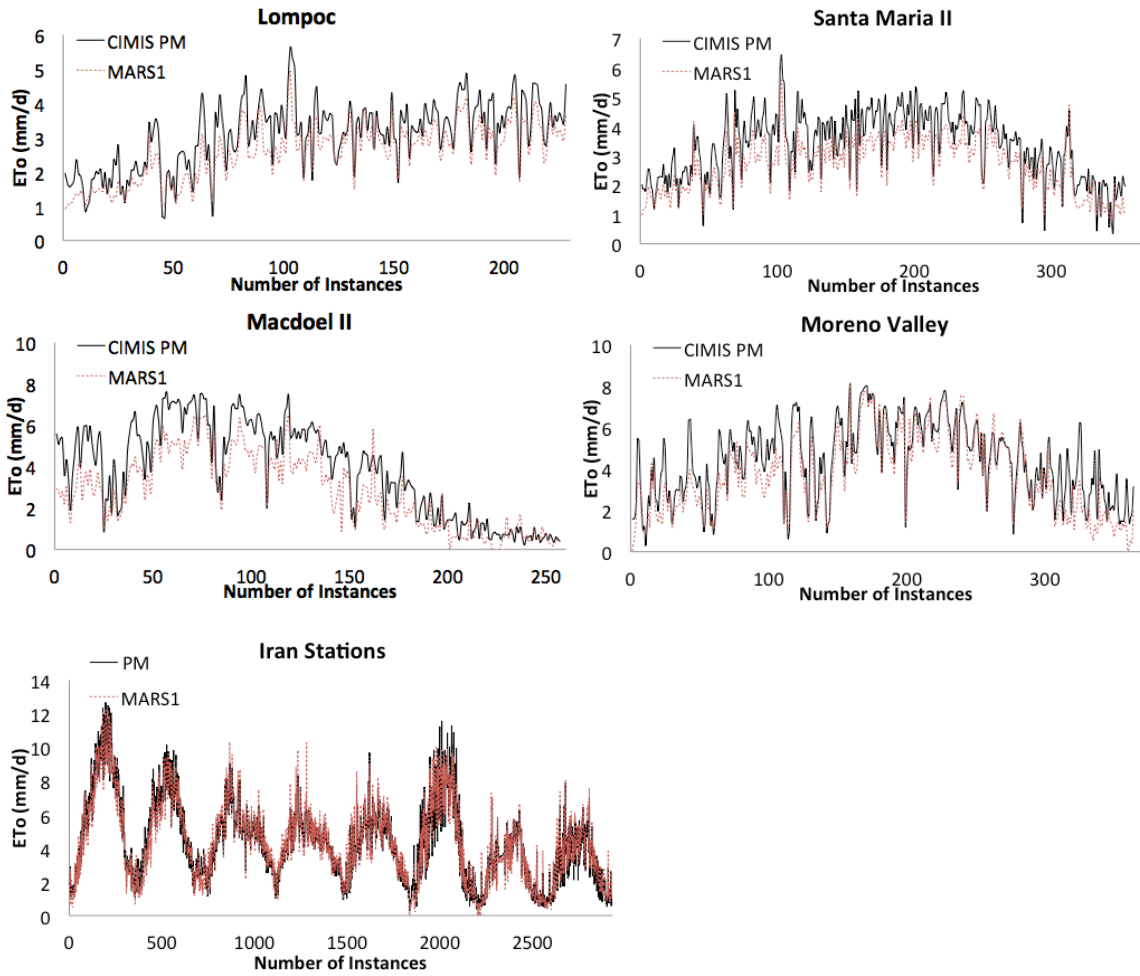 Lompoc
CIMIS PM
MARS1
ETo (mm/d)
6
5
4
3
2
1
0
0 50 100 150 200
Number of Instances
Santa Maria II
CIMIS PM
MARS1
ETo (mm/d)
7
6
5
4
3
2
1
0
0 100 200 300
Number of Instances
Macdoel II
CIMIS PM
MARS1
ETo (mm/d)
10
8
6
4
2
0
0 50 100 150 200 250
Number of Instances
Moreno Valley
CIMIS PM
MARS1
ETo (mm/d)
10
8
6
4
2
0
0 100 200 300
Number of Instances
Iran Stations
PM
MARS1
ETo (mm/d)
14
12
10
8
6
4
2
0
0 500 1000 1500 2000 2500
Number of Instances